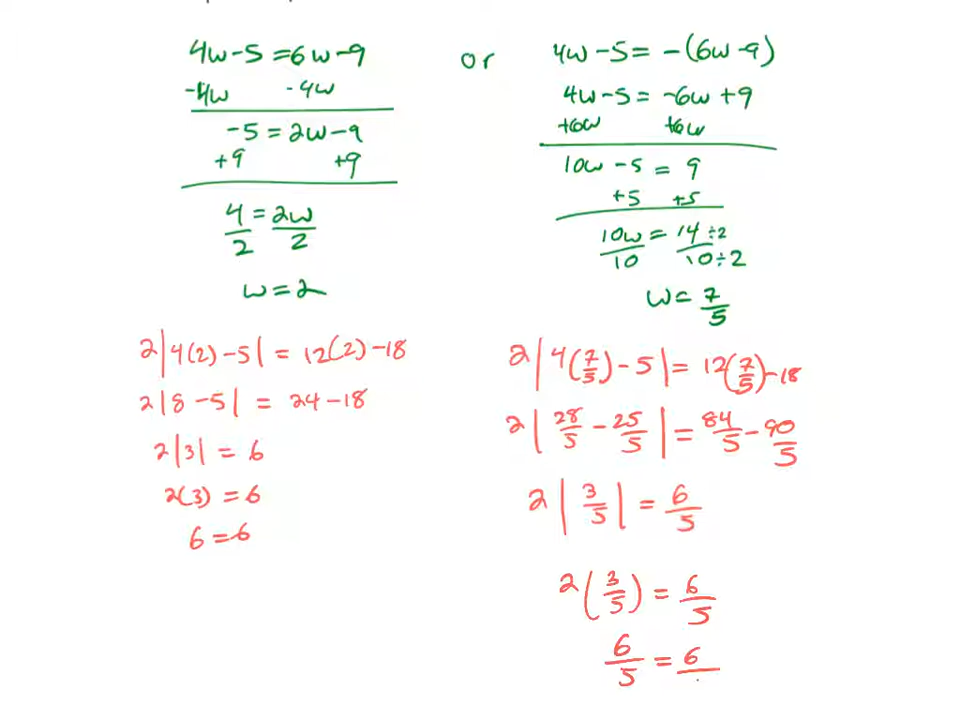 4w-5 = 6w-9
-4w -4w
-5 = 2w-9
+9 +9
4/2 = 2w/2
w = 2
or
4w-5 = -(6w-9)
4w-5 = -6w+9
+6w +6w
10w-5 = 9
+5 +5
10w/10 = 14÷2/10÷2
w = 7/5
2|4(2)-5| = 12(2)-18
2|8-5| = 24-18
2|3| = 6
2(3) = 6
6 = 6
2|4(7/5)-5| = 12(7/5)-18
2|28/5-25/5| = 84/5-90/5
2|3/5| = 6/5
2(3/5) = 6/5
6/5 = 6/